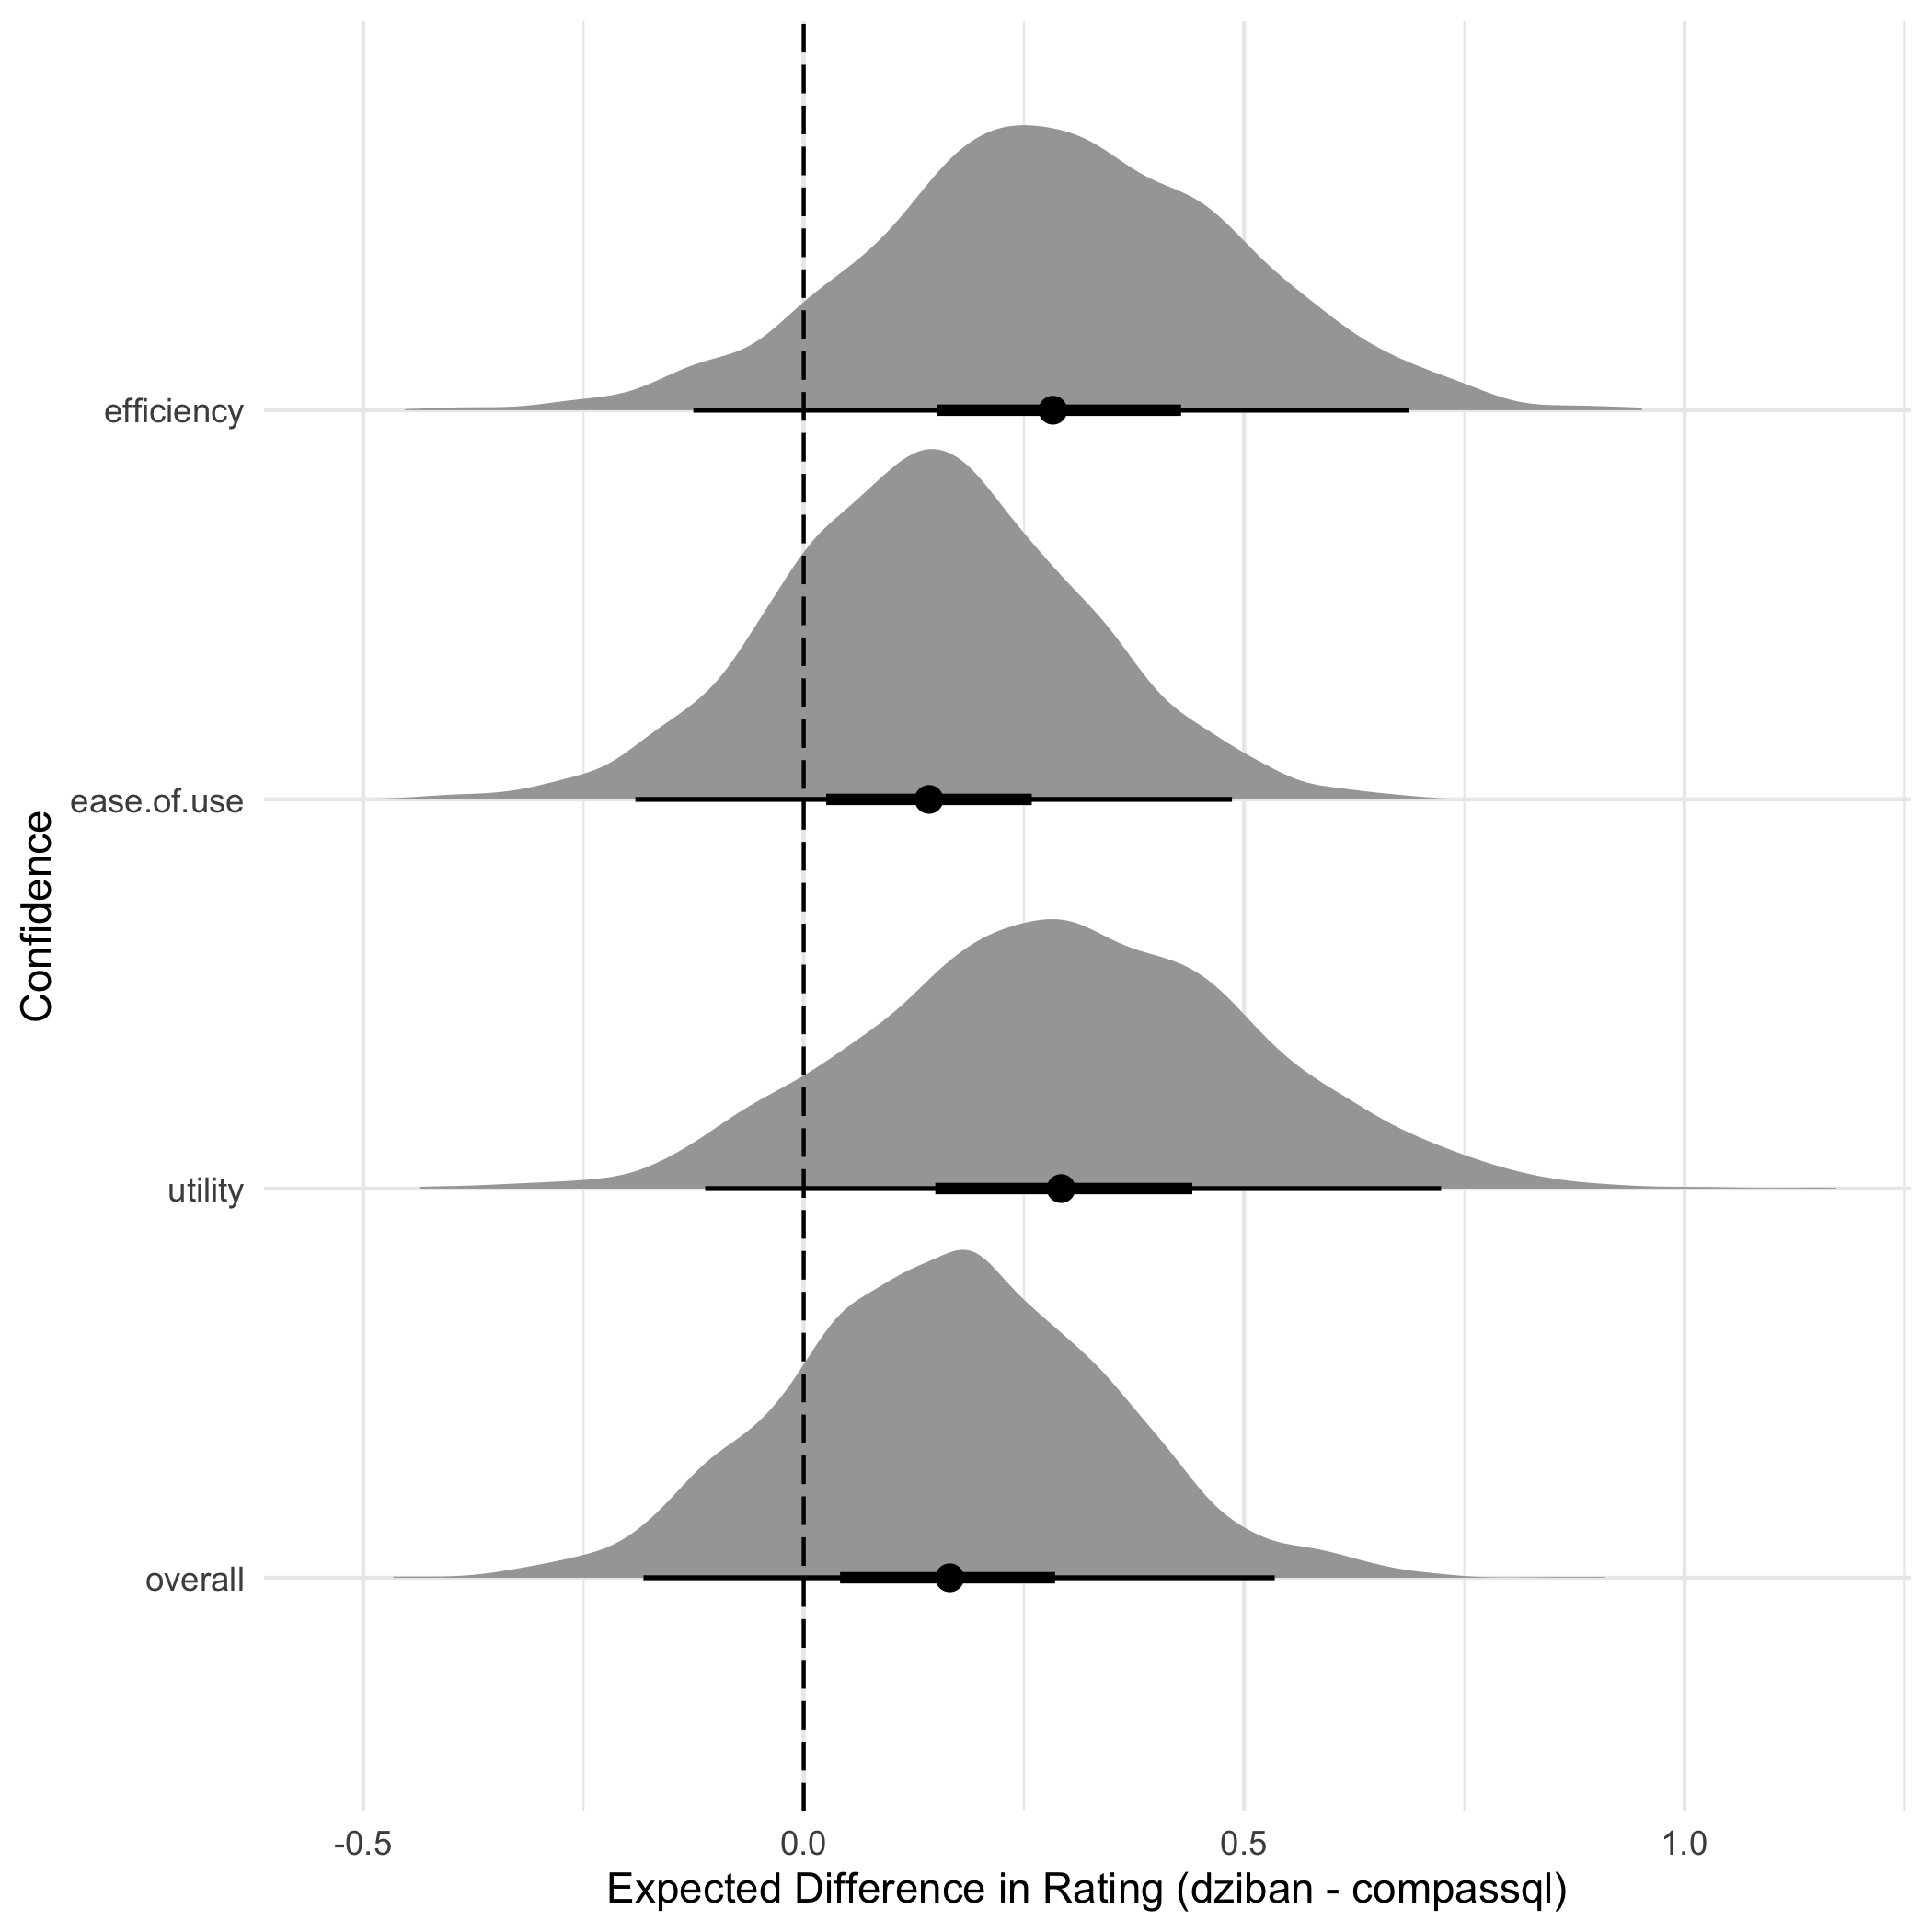 efficiency
ease.of.use
Confidence
utility
overall
-0.5 0.0 0.5 1.0
Expected Difference in Rating (dziban - compassql)